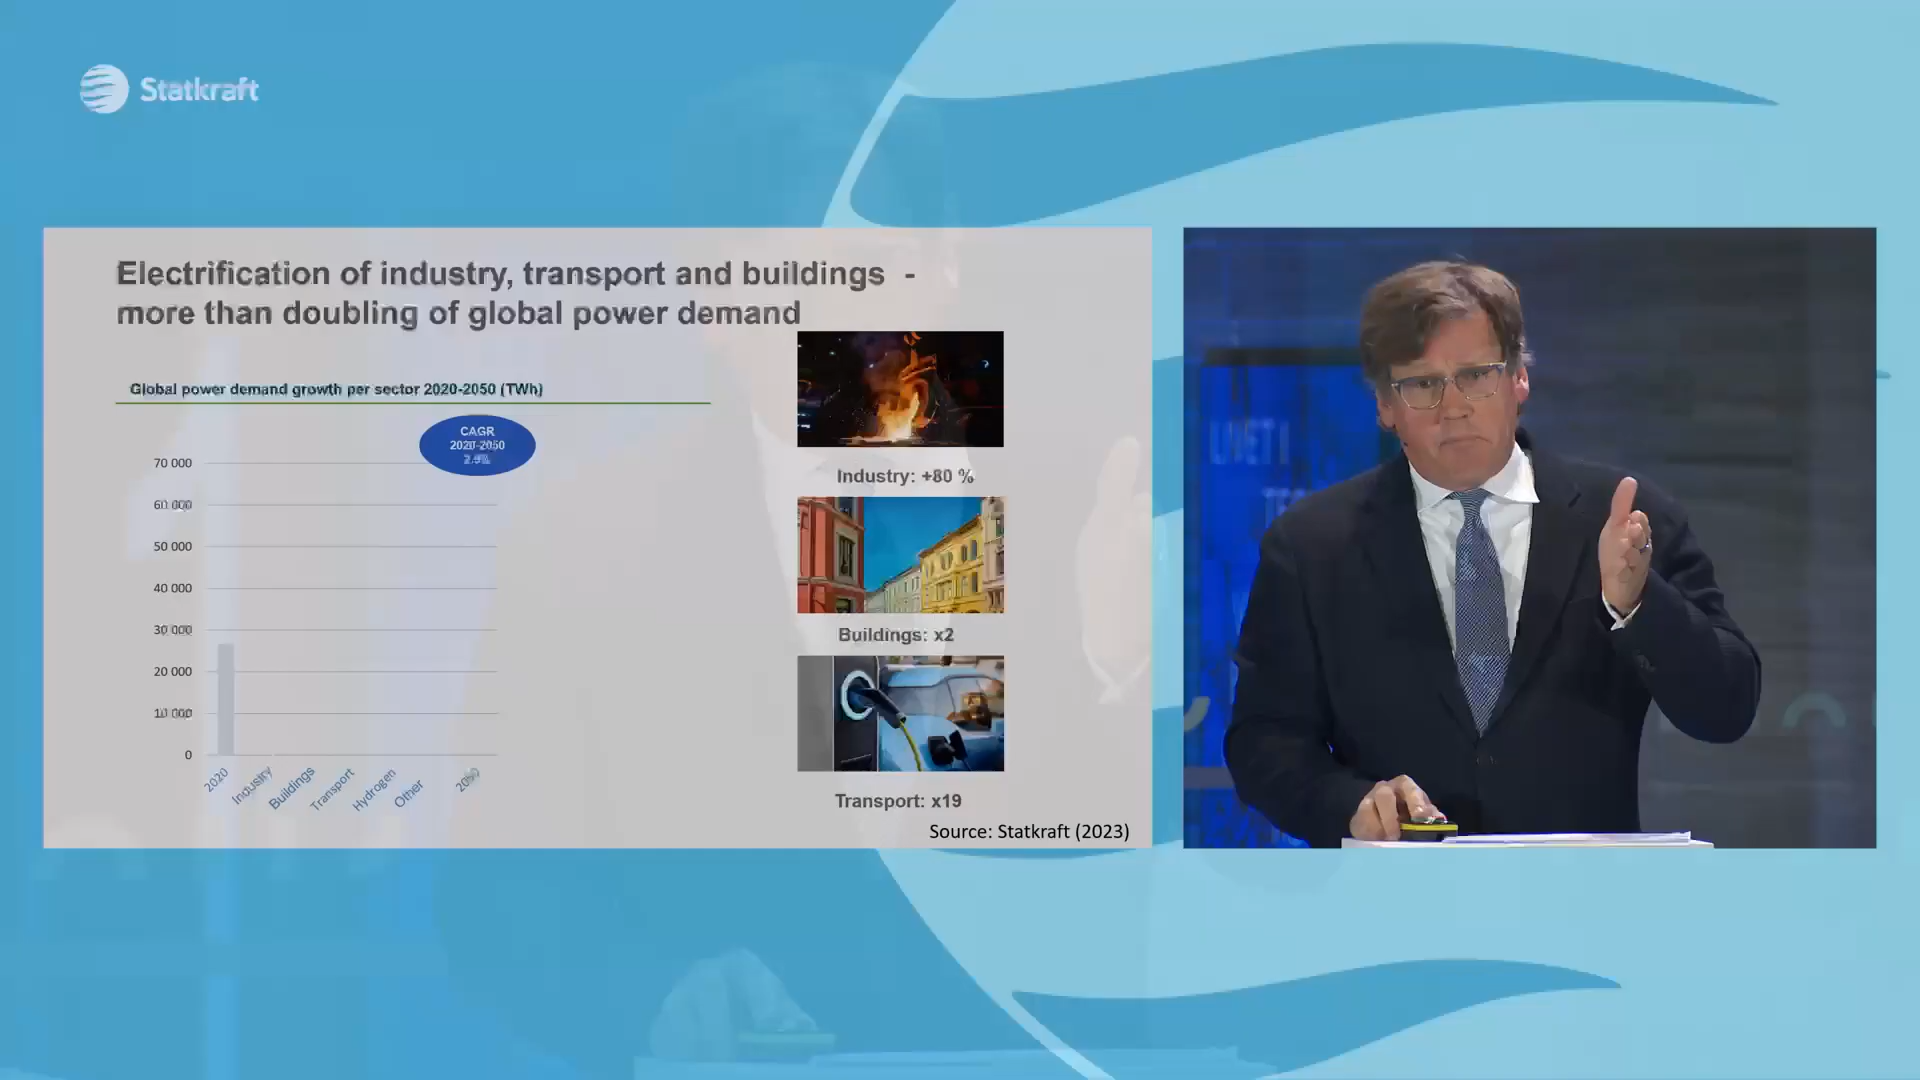 Statkraft
Electrification of industry, transport and buildings -
more than doubling of global power demand
Global power demand growth per sector 2020-2050 (TWh)
CAGR
2020-2050
70 000
60 000
50 000
40 000
30 000
20 000
10 000
0
2020
Industry
Buildings
Transport
Hydrogen
Other
2050
Industry: +80 %
Buildings: x2
Transport: x19
Source: Statkraft (2023)